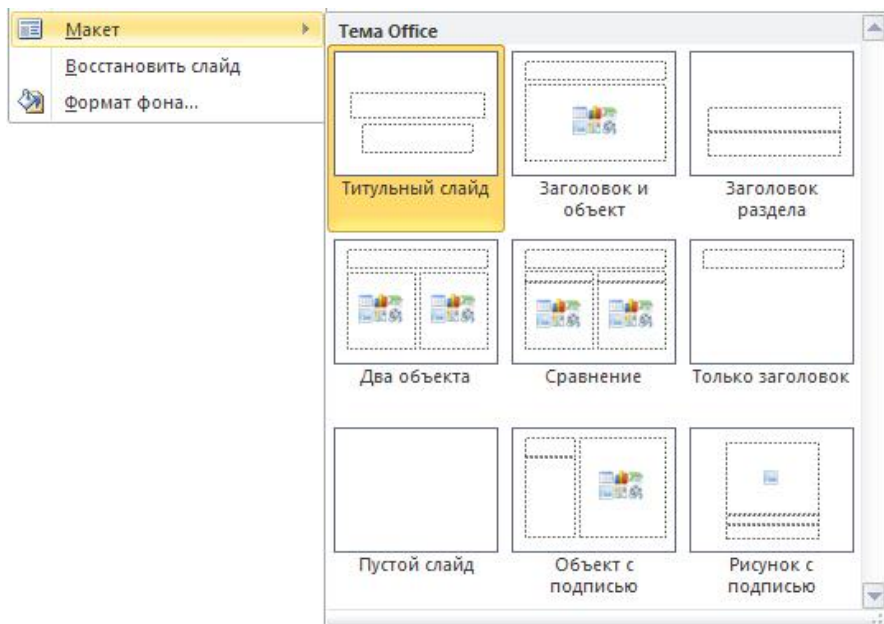 Макет
Восстановить слайд
Формат фона...
Тема Office
Титульный слайд
Заголовок и
объект
Заголовок
раздела
Два объекта
Сравнение
Только заголовок
Пустой слайд
Объект с
подписью
Рисунок с
подписью